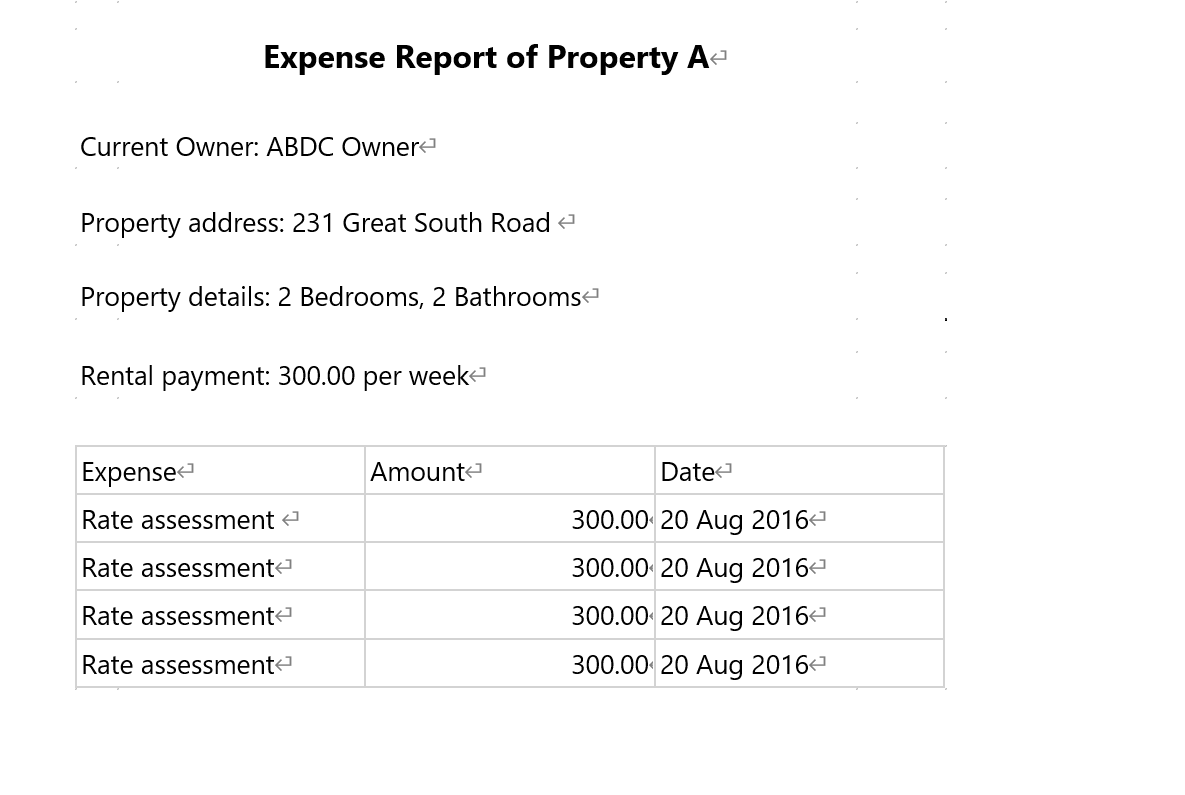 Expense Report of Property A
Current Owner: ABDC Owner
Property address: 231 Great South Road
Property details: 2 Bedrooms, 2 Bathrooms
Rental payment: 300.00 per week
Expense Amount Date
Rate assessment 300.00 20 Aug 2016
Rate assessment 300.00 20 Aug 2016
Rate assessment 300.00 20 Aug 2016
Rate assessment 300.00 20 Aug 2016